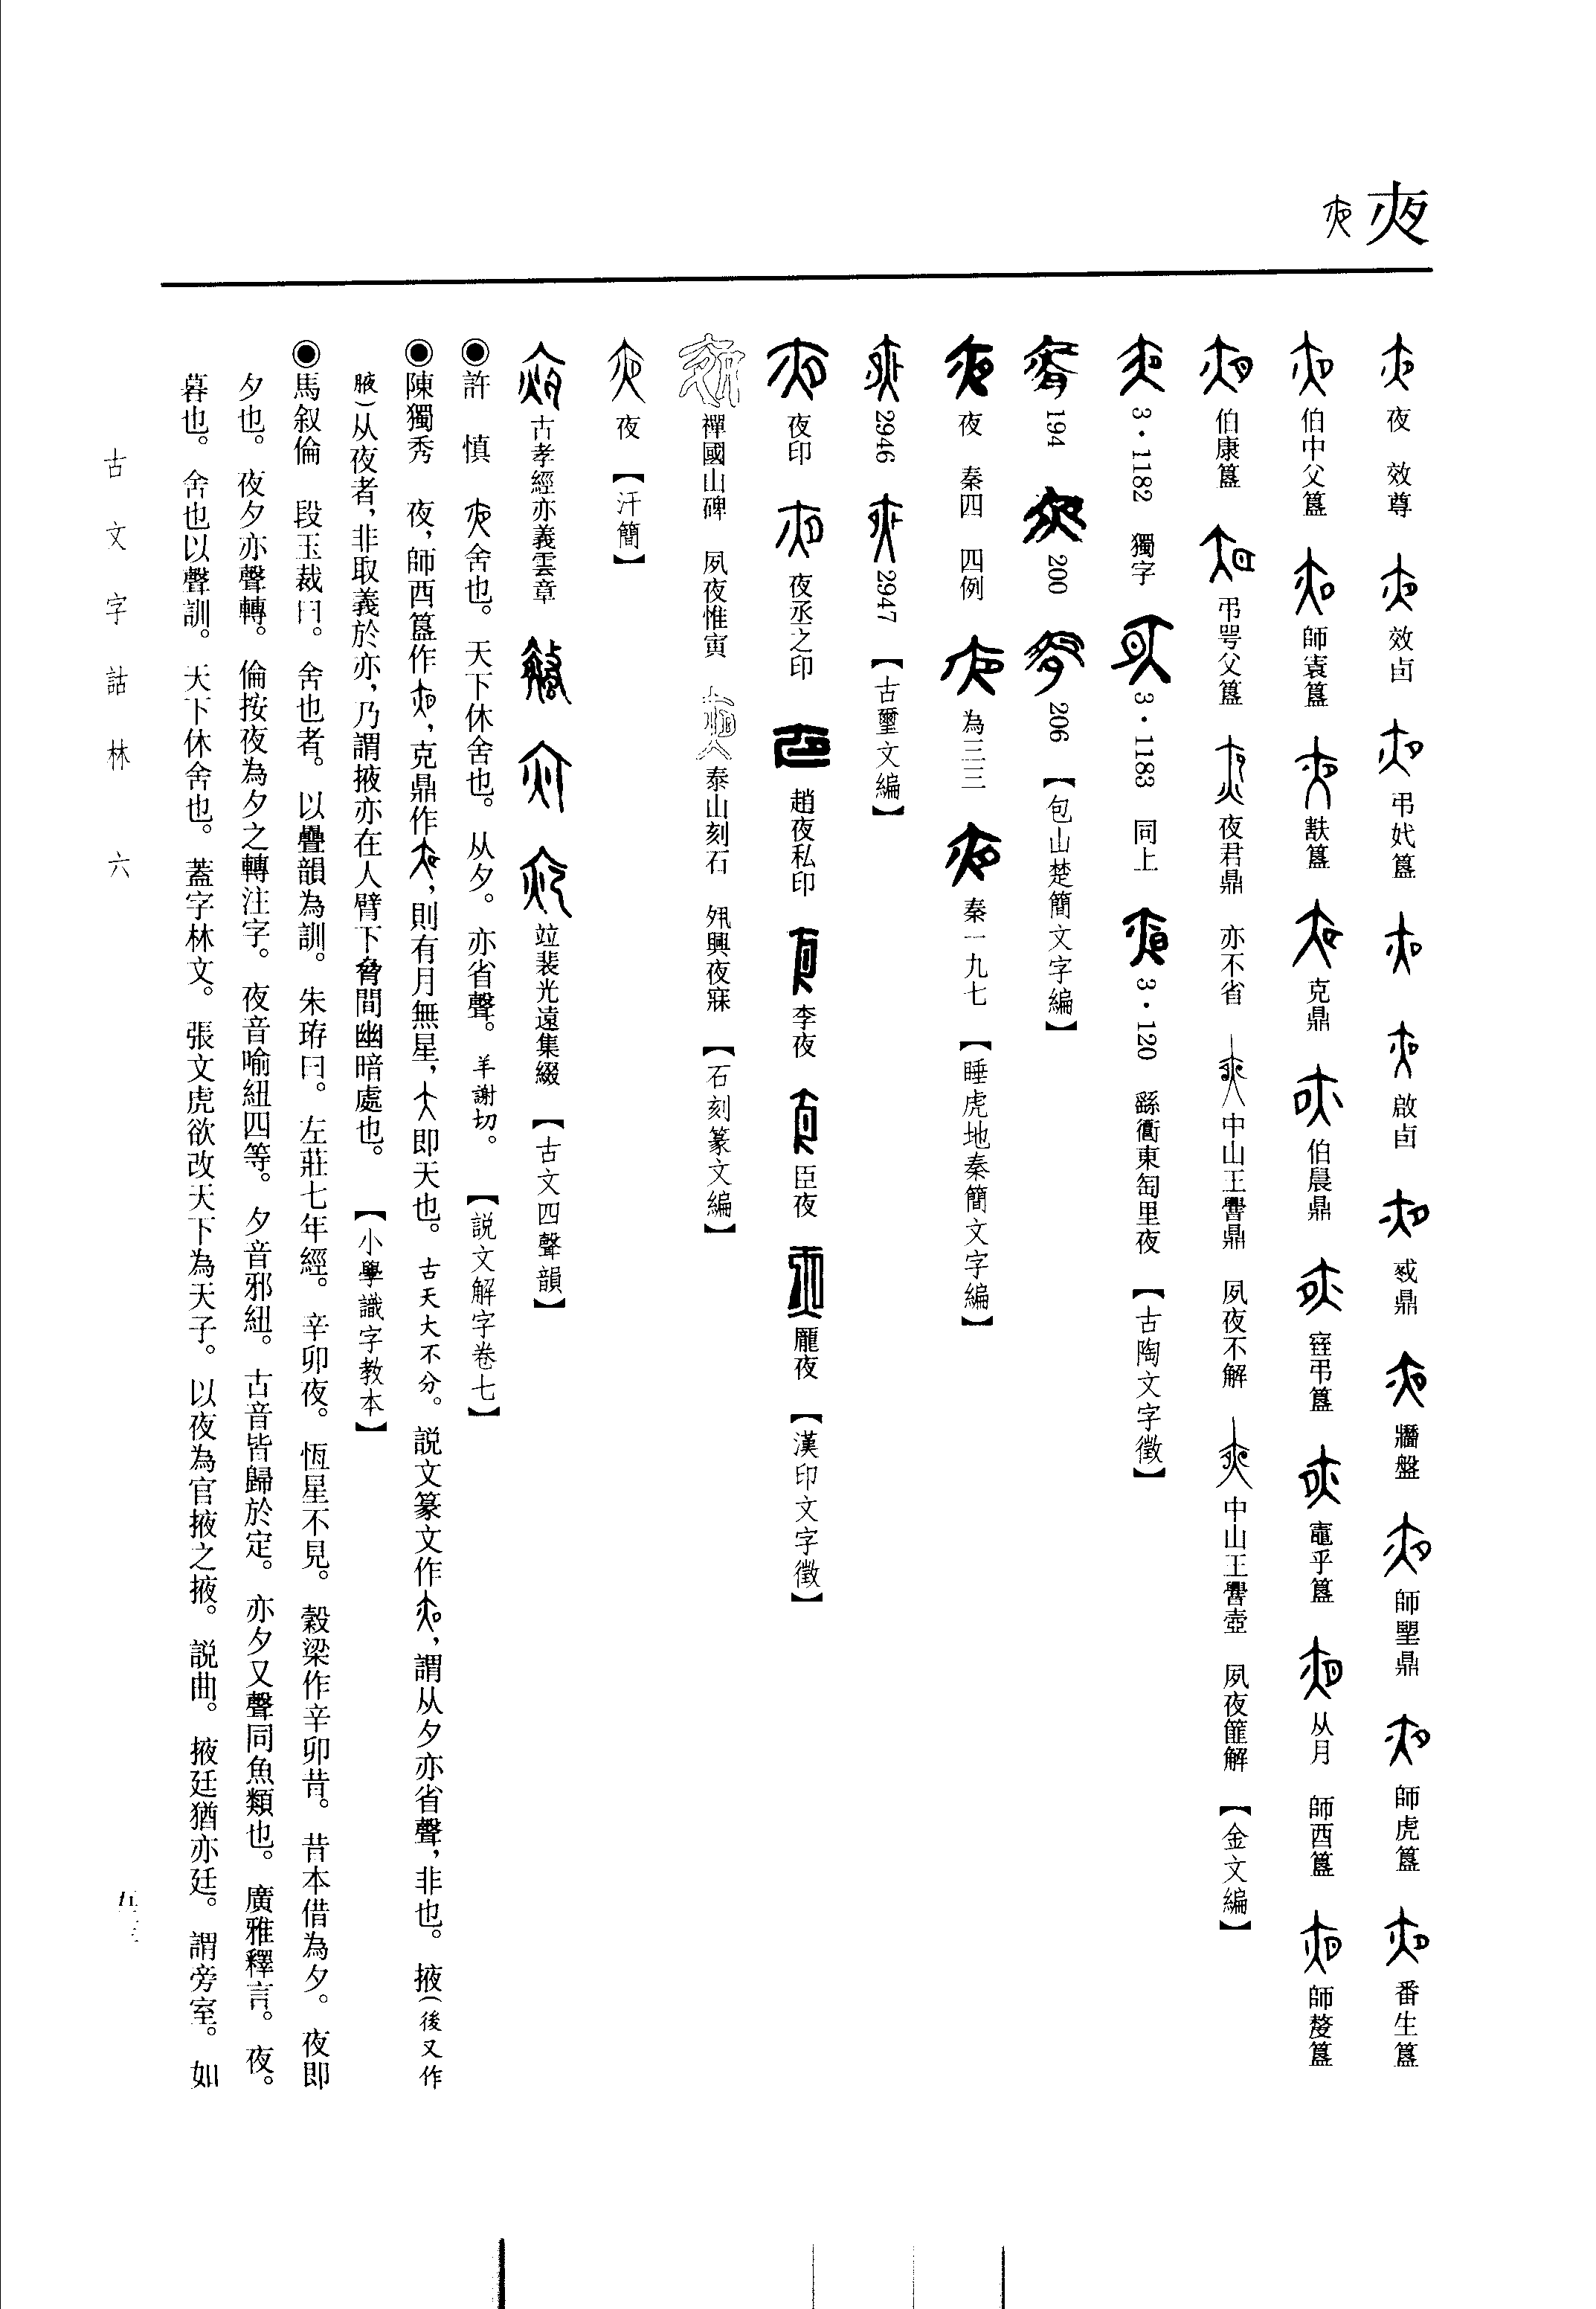 夜
夜 效尊 效卣 弔妣簋 啟卣 㦰鼎 牆盤 師𦣠鼎 師虎簋 番生簋
伯中父簋 師㝨簋 㝬簋 克鼎 伯晨鼎 弔簋 乎簋 从月 師酉簋 師𠭰簋
伯康簋 弔咢父簋 夜君鼎 亦不省 中山王𰯼鼎 夙夜不解 中山王𰯼壺 夙夜篚解 【金文編】
3·1182 獨字 3·1183 同上 3·120 繇衢東匋里夜 【古陶文字徵】
194 200 206 【包山楚簡文字編】
夜 秦四 四例 為三三 秦一九七 【睡虎地秦簡文字編】
2946 2947 【古璽文編】
夜印 夜丞之印 趙夜私印 李夜 臣夜 龐夜 【漢印文字徵】
禪國山碑 夙夜惟寅 泰山刻石 夙興夜寐 【石刻篆文編】
夜 【汗簡】
古孝經亦義雲章 竝裴光遠集綴 【古文四聲韻】
◉許 慎 舍也。天下休舍也。从夕。亦省聲。羊謝切。 【説文解字卷七】
◉陳獨秀 夜，師酉簋作，克鼎作，則有月無星，大即天也。古天大不分。説文篆文作，謂从夕亦省聲，非也。掖(後又作
腋)从夜者，非取義於亦，乃謂掖亦在人臂下脅間幽暗處也。 【小學識字教本】
◉馬叙倫 段玉裁曰。舍也者。以疊韻為訓。朱珔曰。左莊七年經。辛卯夜。恆星不見。穀梁作辛卯昔。昔本借為夕。夜即
夕也。夜夕亦聲轉。倫按夜為夕之轉注字。夜音喻紐四等。夕音邪紐。古音皆歸於定。亦夕又聲同魚類也。廣雅釋言。夜。
暮也。舍也以聲訓。天下休舍也。蓋字林文。張文虎欲改天下為天子。以夜為官掖之掖。説曲。掖廷猶亦廷。謂旁室。如
古文字詁林 六